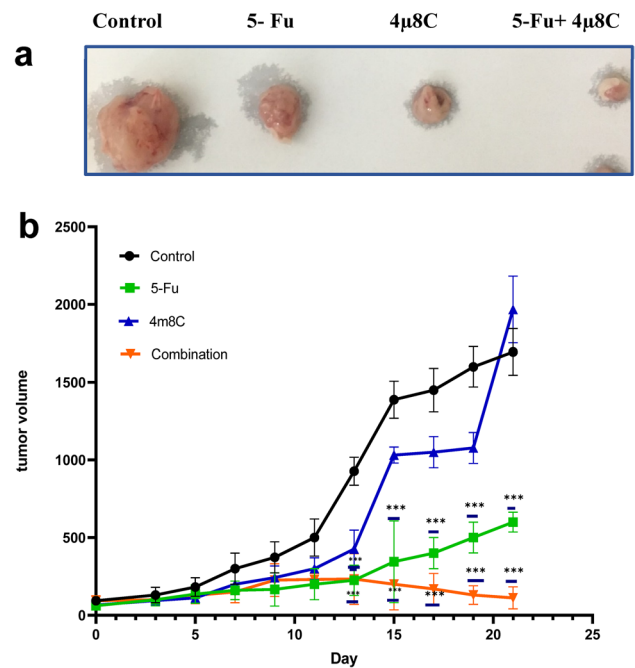 Control 5- Fu 4µ8C 5-Fu+ 4µ8C
a
b
2500
2000
1500
1000
500
0
tumor volume
Control
5-Fu
4m8C
Combination
*** *** *** ***
***
*** *** *** *** ***
0 5 10 15 20 25
Day